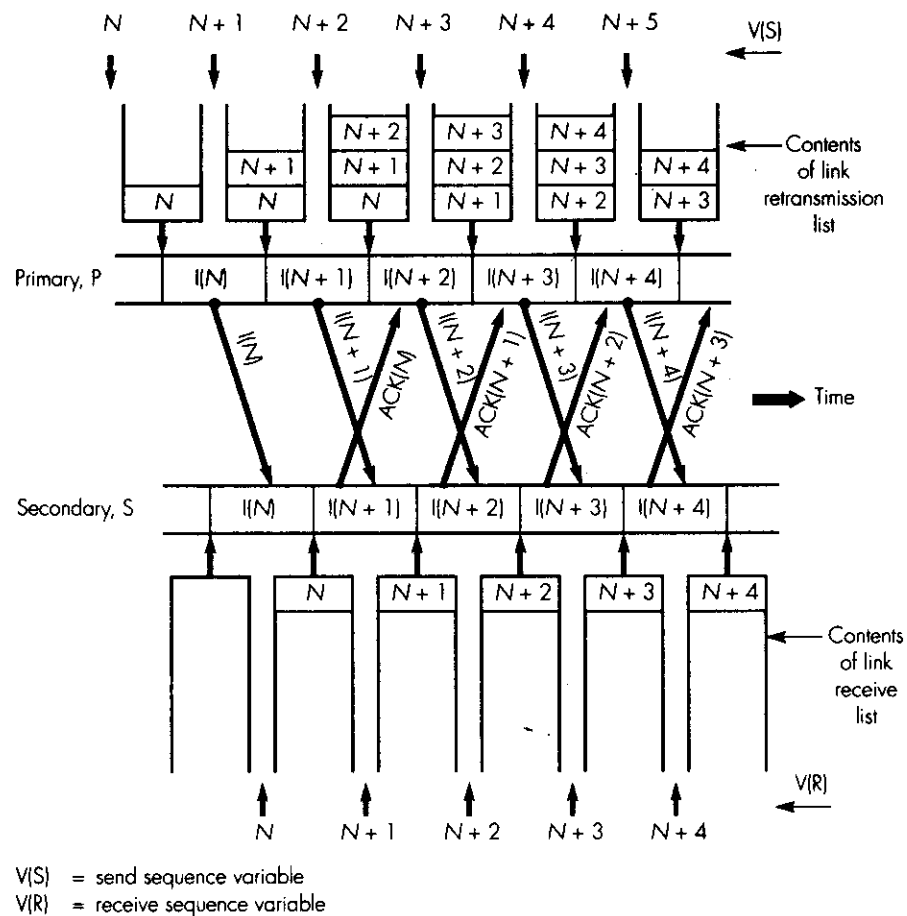 N N + 1 N + 2 N + 3 N + 4 N + 5 V(S)
N + 2 N + 3 N + 4
N + 1 N + 1 N + 2 N + 3 N + 4
N N N N + 1 N + 2 N + 3
Contents
of link
retransmission
list
Primary, P I(N) I(N + 1) I(N + 2) I(N + 3) I(N + 4)
I(N) I(N + 1) ACK(N) I(N + 2) ACK(N + 1) I(N + 3) ACK(N + 2) I(N + 4) ACK(N + 3)
Time
Secondary, S I(N) I(N + 1) I(N + 2) I(N + 3) I(N + 4)
N N + 1 N + 2 N + 3 N + 4
Contents
of link
receive
list
V(R)
N N + 1 N + 2 N + 3 N + 4
V(S) = send sequence variable
V(R) = receive sequence variable